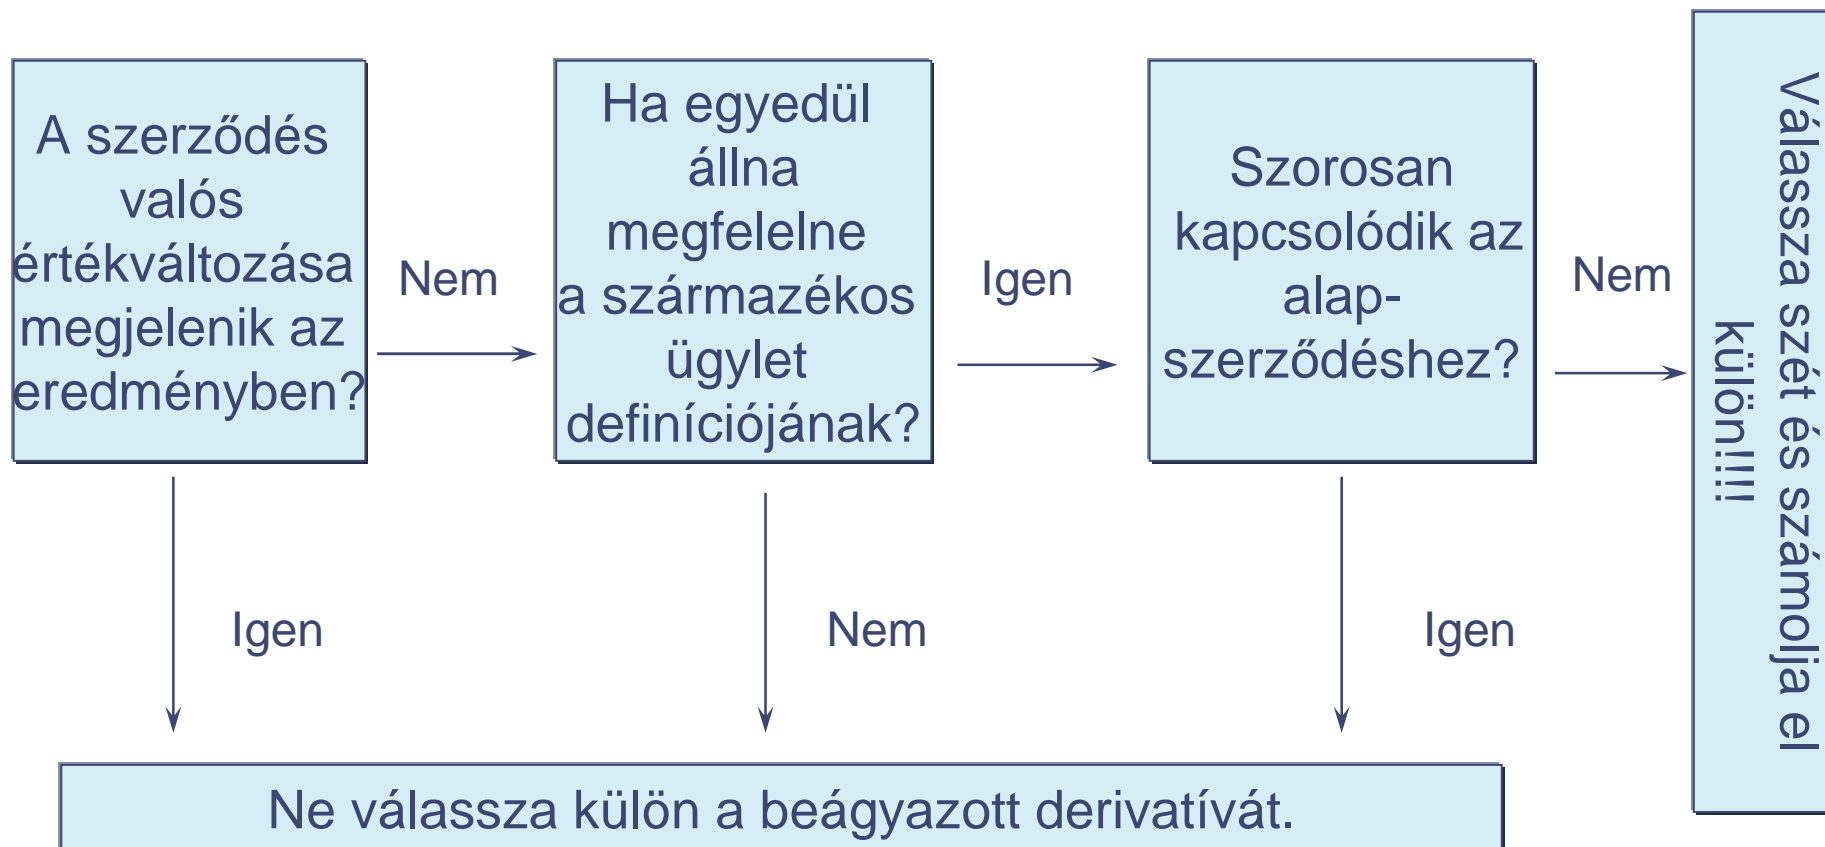 A szerződés
valós
értékváltozása
megjelenik az
eredményben?
Nem
Ha egyedül
állna
megfelelne
a származékos
ügylet
definíciójának?
Igen
Szorosan
kapcsolódik az
alap-
szerződéshez?
Nem
Válassza szét és számolja el
külön!!!!
Igen
Nem
Igen
Ne válassza külön a beágyazott derivatívát.